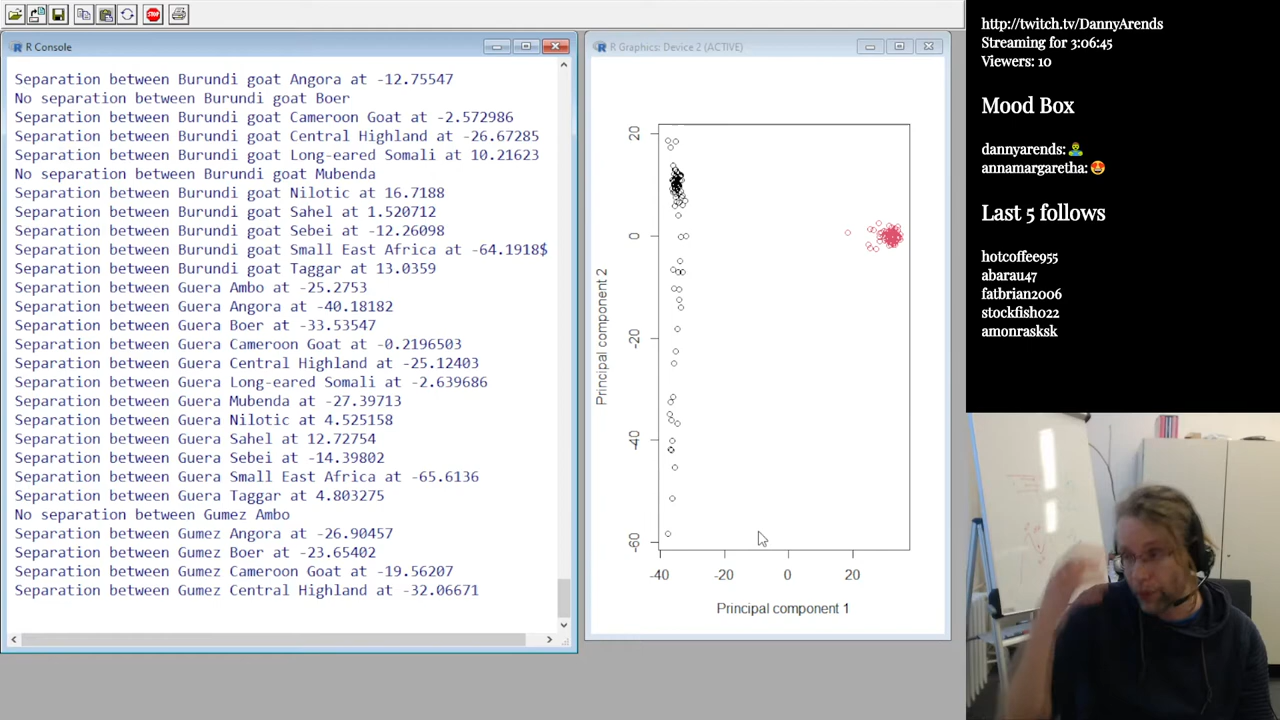 R Console
Separation between Burundi goat Angora at -12.75547
No separation between Burundi goat Boer
Separation between Burundi goat Cameroon Goat at -2.572986
Separation between Burundi goat Central Highland at -26.67285
Separation between Burundi goat Long-eared Somali at 10.21623
No separation between Burundi goat Mubenda
Separation between Burundi goat Nilotic at 16.7188
Separation between Burundi goat Sahel at 1.520712
Separation between Burundi goat Sebei at -12.26098
Separation between Burundi goat Small East Africa at -64.1918$
Separation between Burundi goat Taggar at 13.0359
Separation between Guera Ambo at -25.2753
Separation between Guera Angora at -40.18182
Separation between Guera Boer at -33.53547
Separation between Guera Cameroon Goat at -0.2196503
Separation between Guera Central Highland at -25.12403
Separation between Guera Long-eared Somali at -2.639686
Separation between Guera Mubenda at -27.39713
Separation between Guera Nilotic at 4.525158
Separation between Guera Sahel at 12.72754
Separation between Guera Sebei at -14.39802
Separation between Guera Small East Africa at -65.6136
Separation between Guera Taggar at 4.803275
No separation between Gumez Ambo
Separation between Gumez Angora at -26.90457
Separation between Gumez Boer at -23.65402
Separation between Gumez Cameroon Goat at -19.56207
Separation between Gumez Central Highland at -32.06671
R Graphics: Device 2 (ACTIVE)
20
0
-20
-40
-60
Principal component 2
-40
-20
0
20
Principal component 1
http://twitch.tv/DannyArends
Streaming for 3:06:45
Viewers: 10
Mood Box
dannyarends: 🧟‍♂️
annamargaretha: 😍
Last 5 follows
hotcoffee955
abarau47
fatbrian2006
stockfish022
amonrasksk
STOP